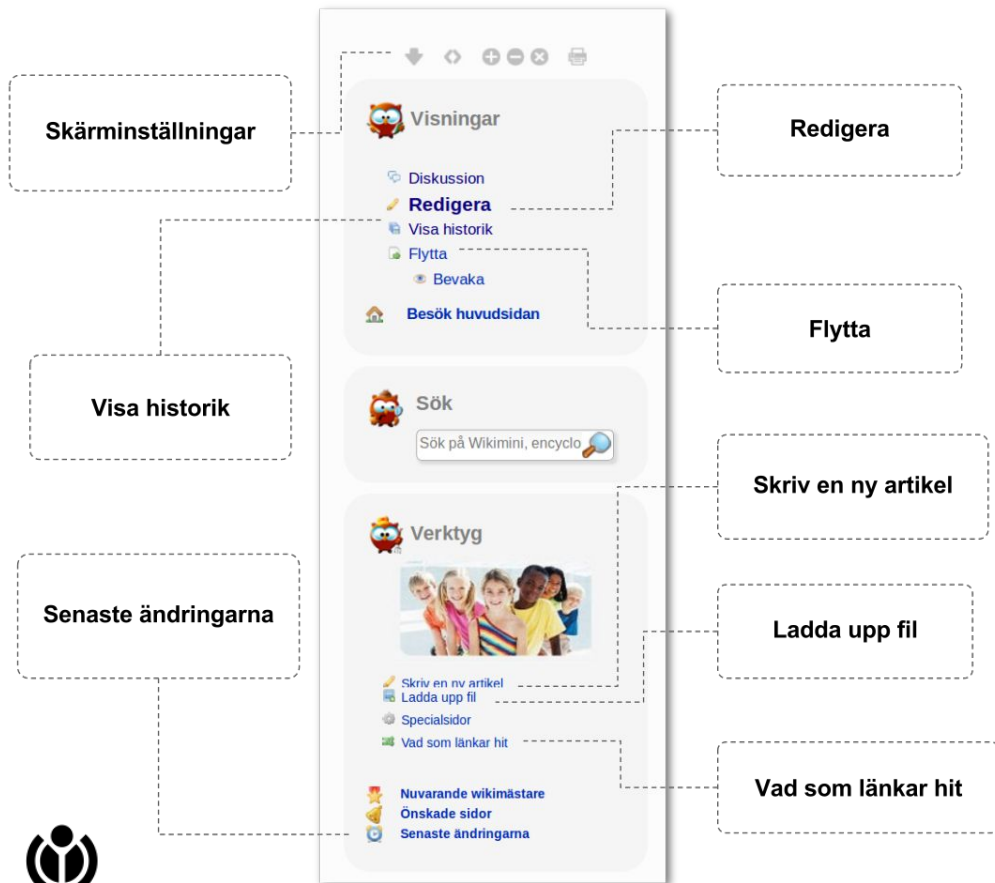 Skärminställningar
Visningar
Redigera
Diskussion
Redigera
Visa historik
Flytta
Bevaka
Besök huvudsidan
Flytta
Visa historik
Sök
Sök på Wikimini, encyclo
Skriv en ny artikel
Verktyg
Senaste ändringarna
Ladda upp fil
Skriv en ny artikel
Ladda upp fil
Specialsidor
Vad som länkar hit
Vad som länkar hit
Nuvarande wikimästare
Önskade sidor
Senaste ändringarna